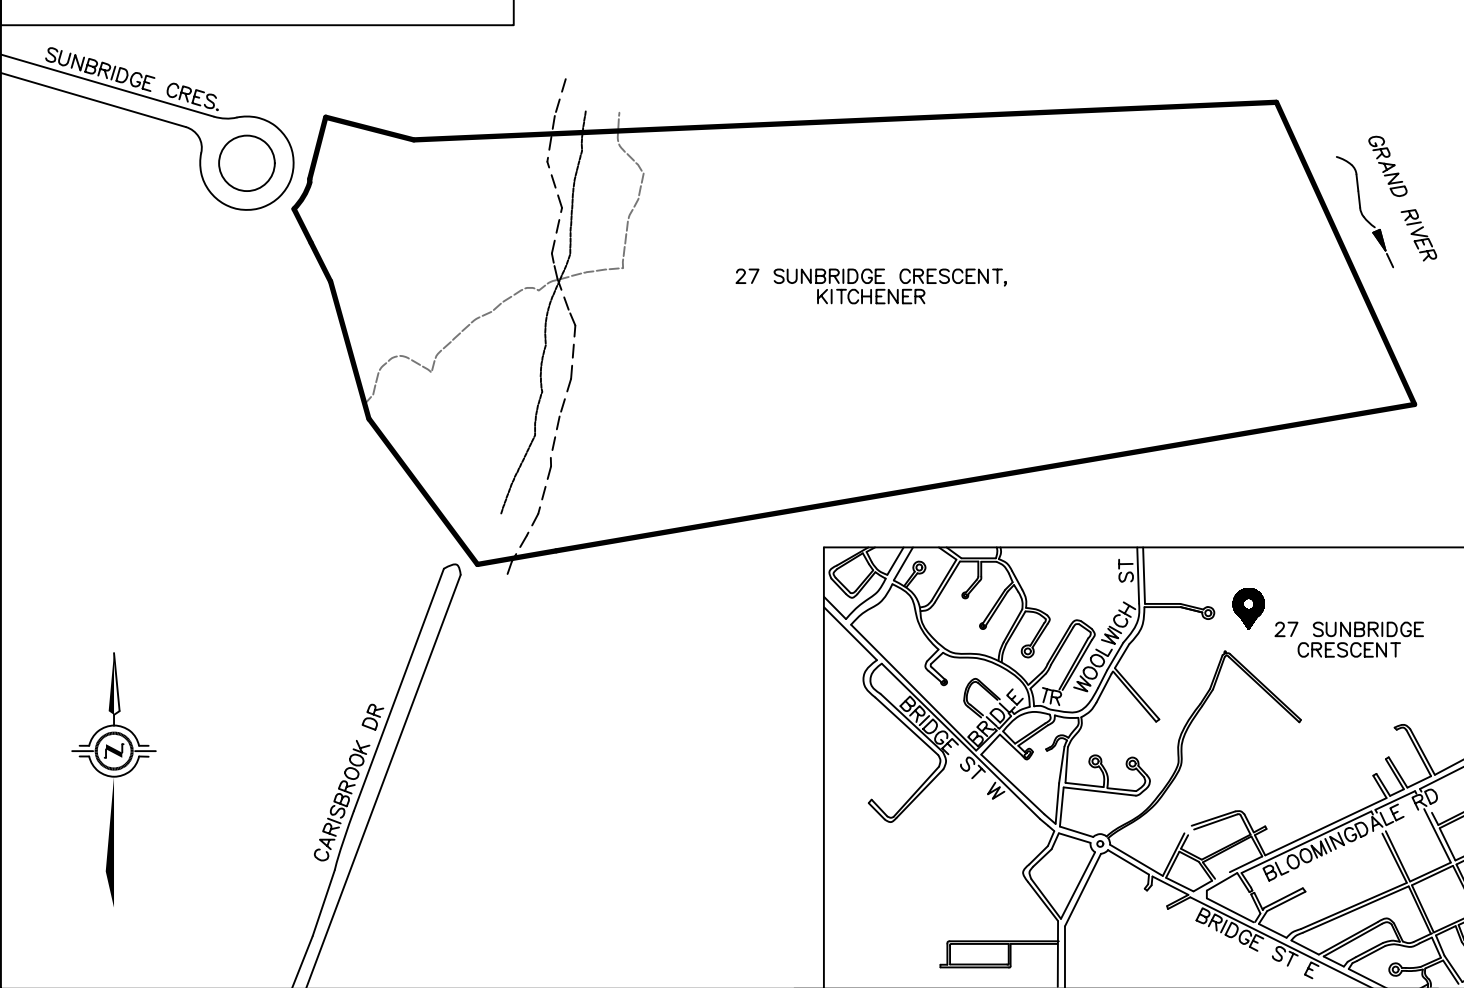 SUNBRIDGE CRES.
GRAND RIVER
27 SUNBRIDGE CRESCENT,
KITCHENER
CARISBROOK DR
Z
WOOLWICH ST
27 SUNBRIDGE
CRESCENT
BRIDLE TR
BRIDGE ST W
BLOOMINGDALE RD
BRIDGE ST E